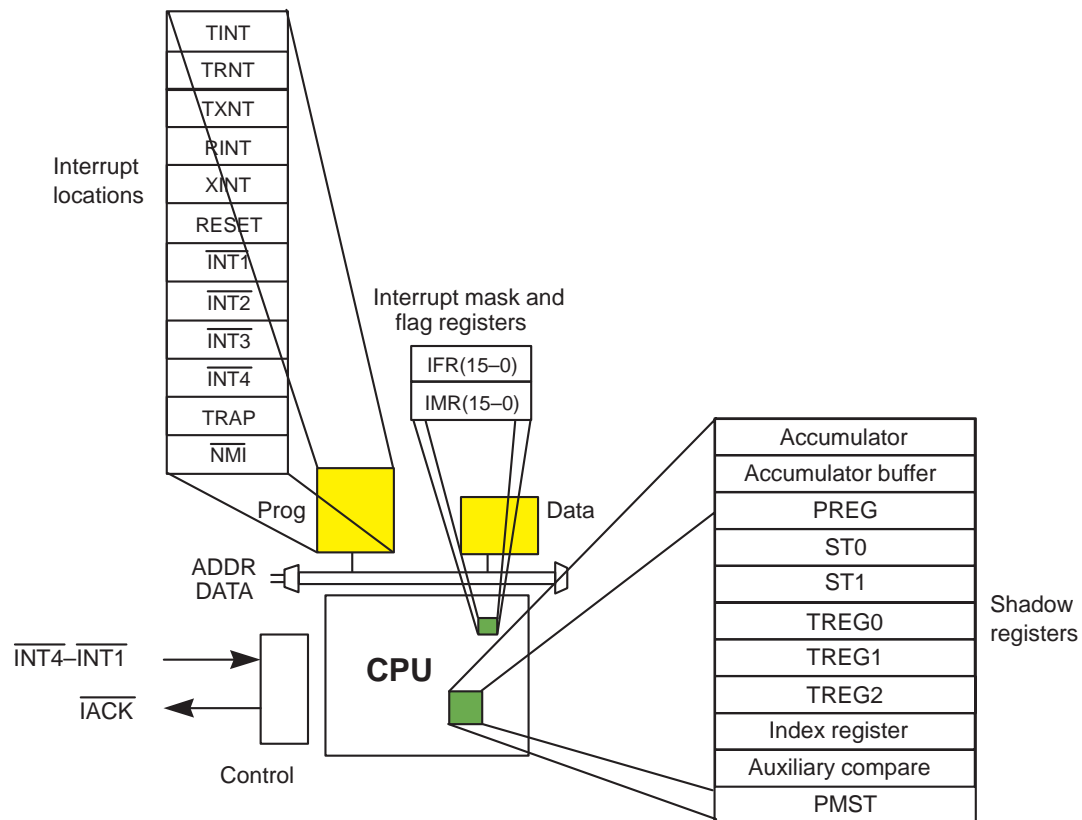 TINT
TRNT
TXNT
RINT
XINT
RESET
INT1
INT2
INT3
INT4
TRAP
NMI
Interrupt
locations
Interrupt mask and
flag registers
IFR(15–0)
IMR(15–0)
Prog
Data
ADDR
DATA
CPU
INT4–INT1
IACK
Control
Accumulator
Accumulator buffer
PREG
ST0
ST1
TREG0
TREG1
TREG2
Index register
Auxiliary compare
PMST
Shadow
registers